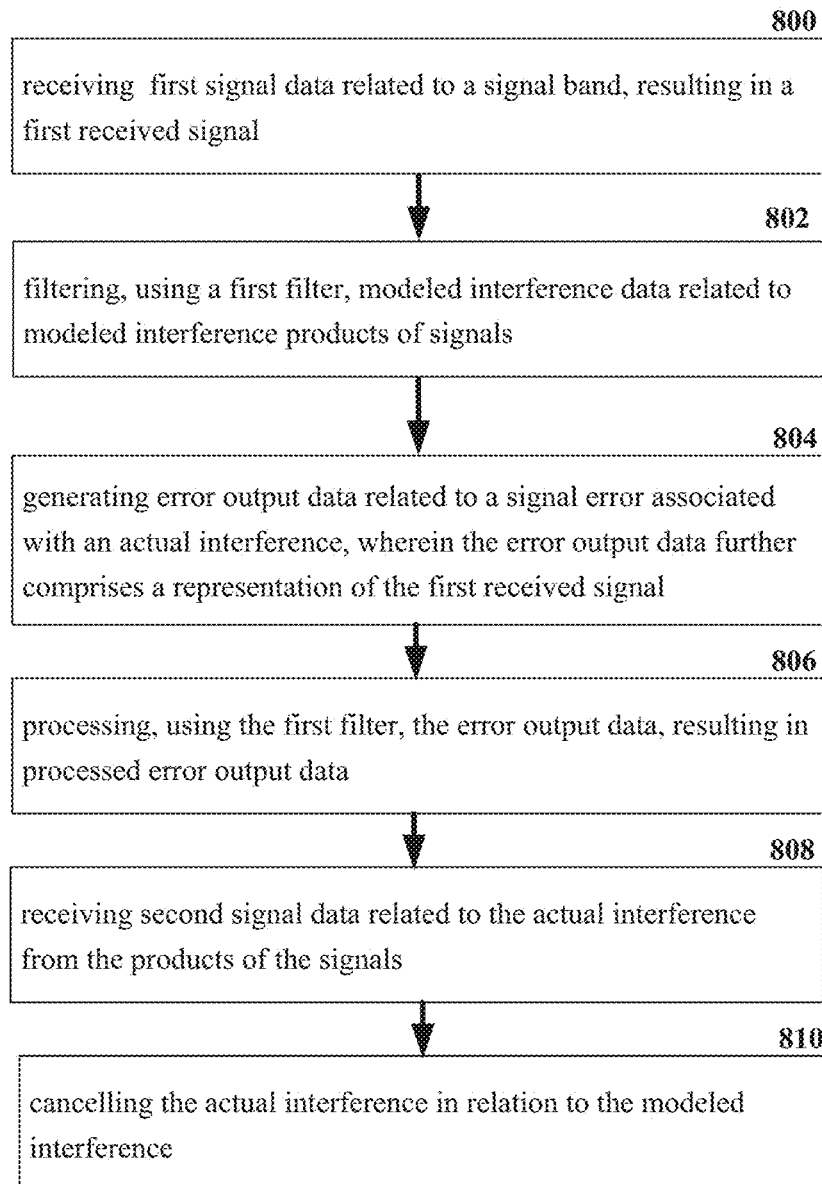 800
receiving first signal data related to a signal band, resulting in a
first received signal
802
filtering, using a first filter, modeled interference data related to
modeled interference products of signals
804
generating error output data related to a signal error associated
with an actual interference, wherein the error output data further
comprises a representation of the first received signal
806
processing, using the first filter, the error output data, resulting in
processed error output data
808
receiving second signal data related to the actual interference
from the products of the signals
810
cancelling the actual interference in relation to the modeled
interference